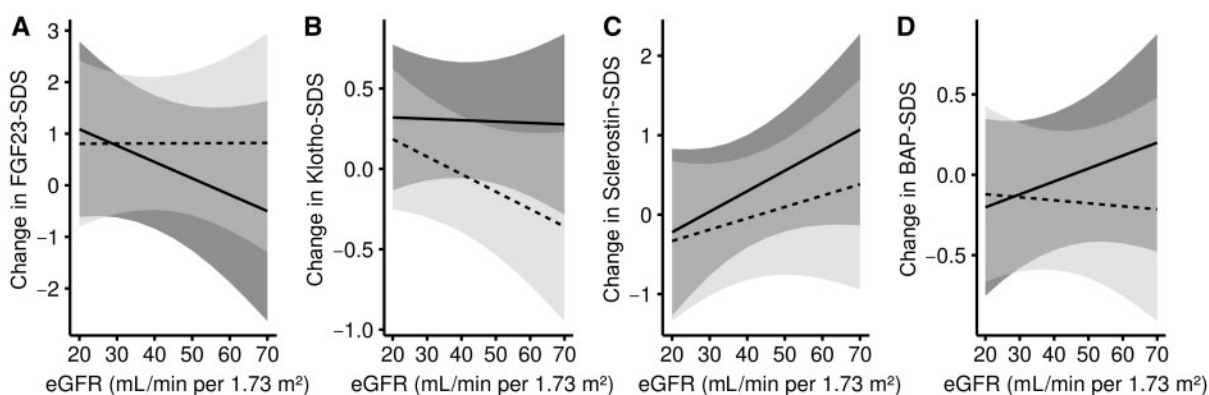 A
Change in FGF23-SDS
3
2
1
0
−1
−2
20 30 40 50 60 70
eGFR (mL/min per 1.73 m²)
B
Change in Klotho-SDS
0.5
0.0
−0.5
−1.0
20 30 40 50 60 70
eGFR (mL/min per 1.73 m²)
C
Change in Sclerostin-SDS
2
1
0
−1
20 30 40 50 60 70
eGFR (mL/min per 1.73 m²)
D
Change in BAP-SDS
0.5
0.0
−0.5
20 30 40 50 60 70
eGFR (mL/min per 1.73 m²)